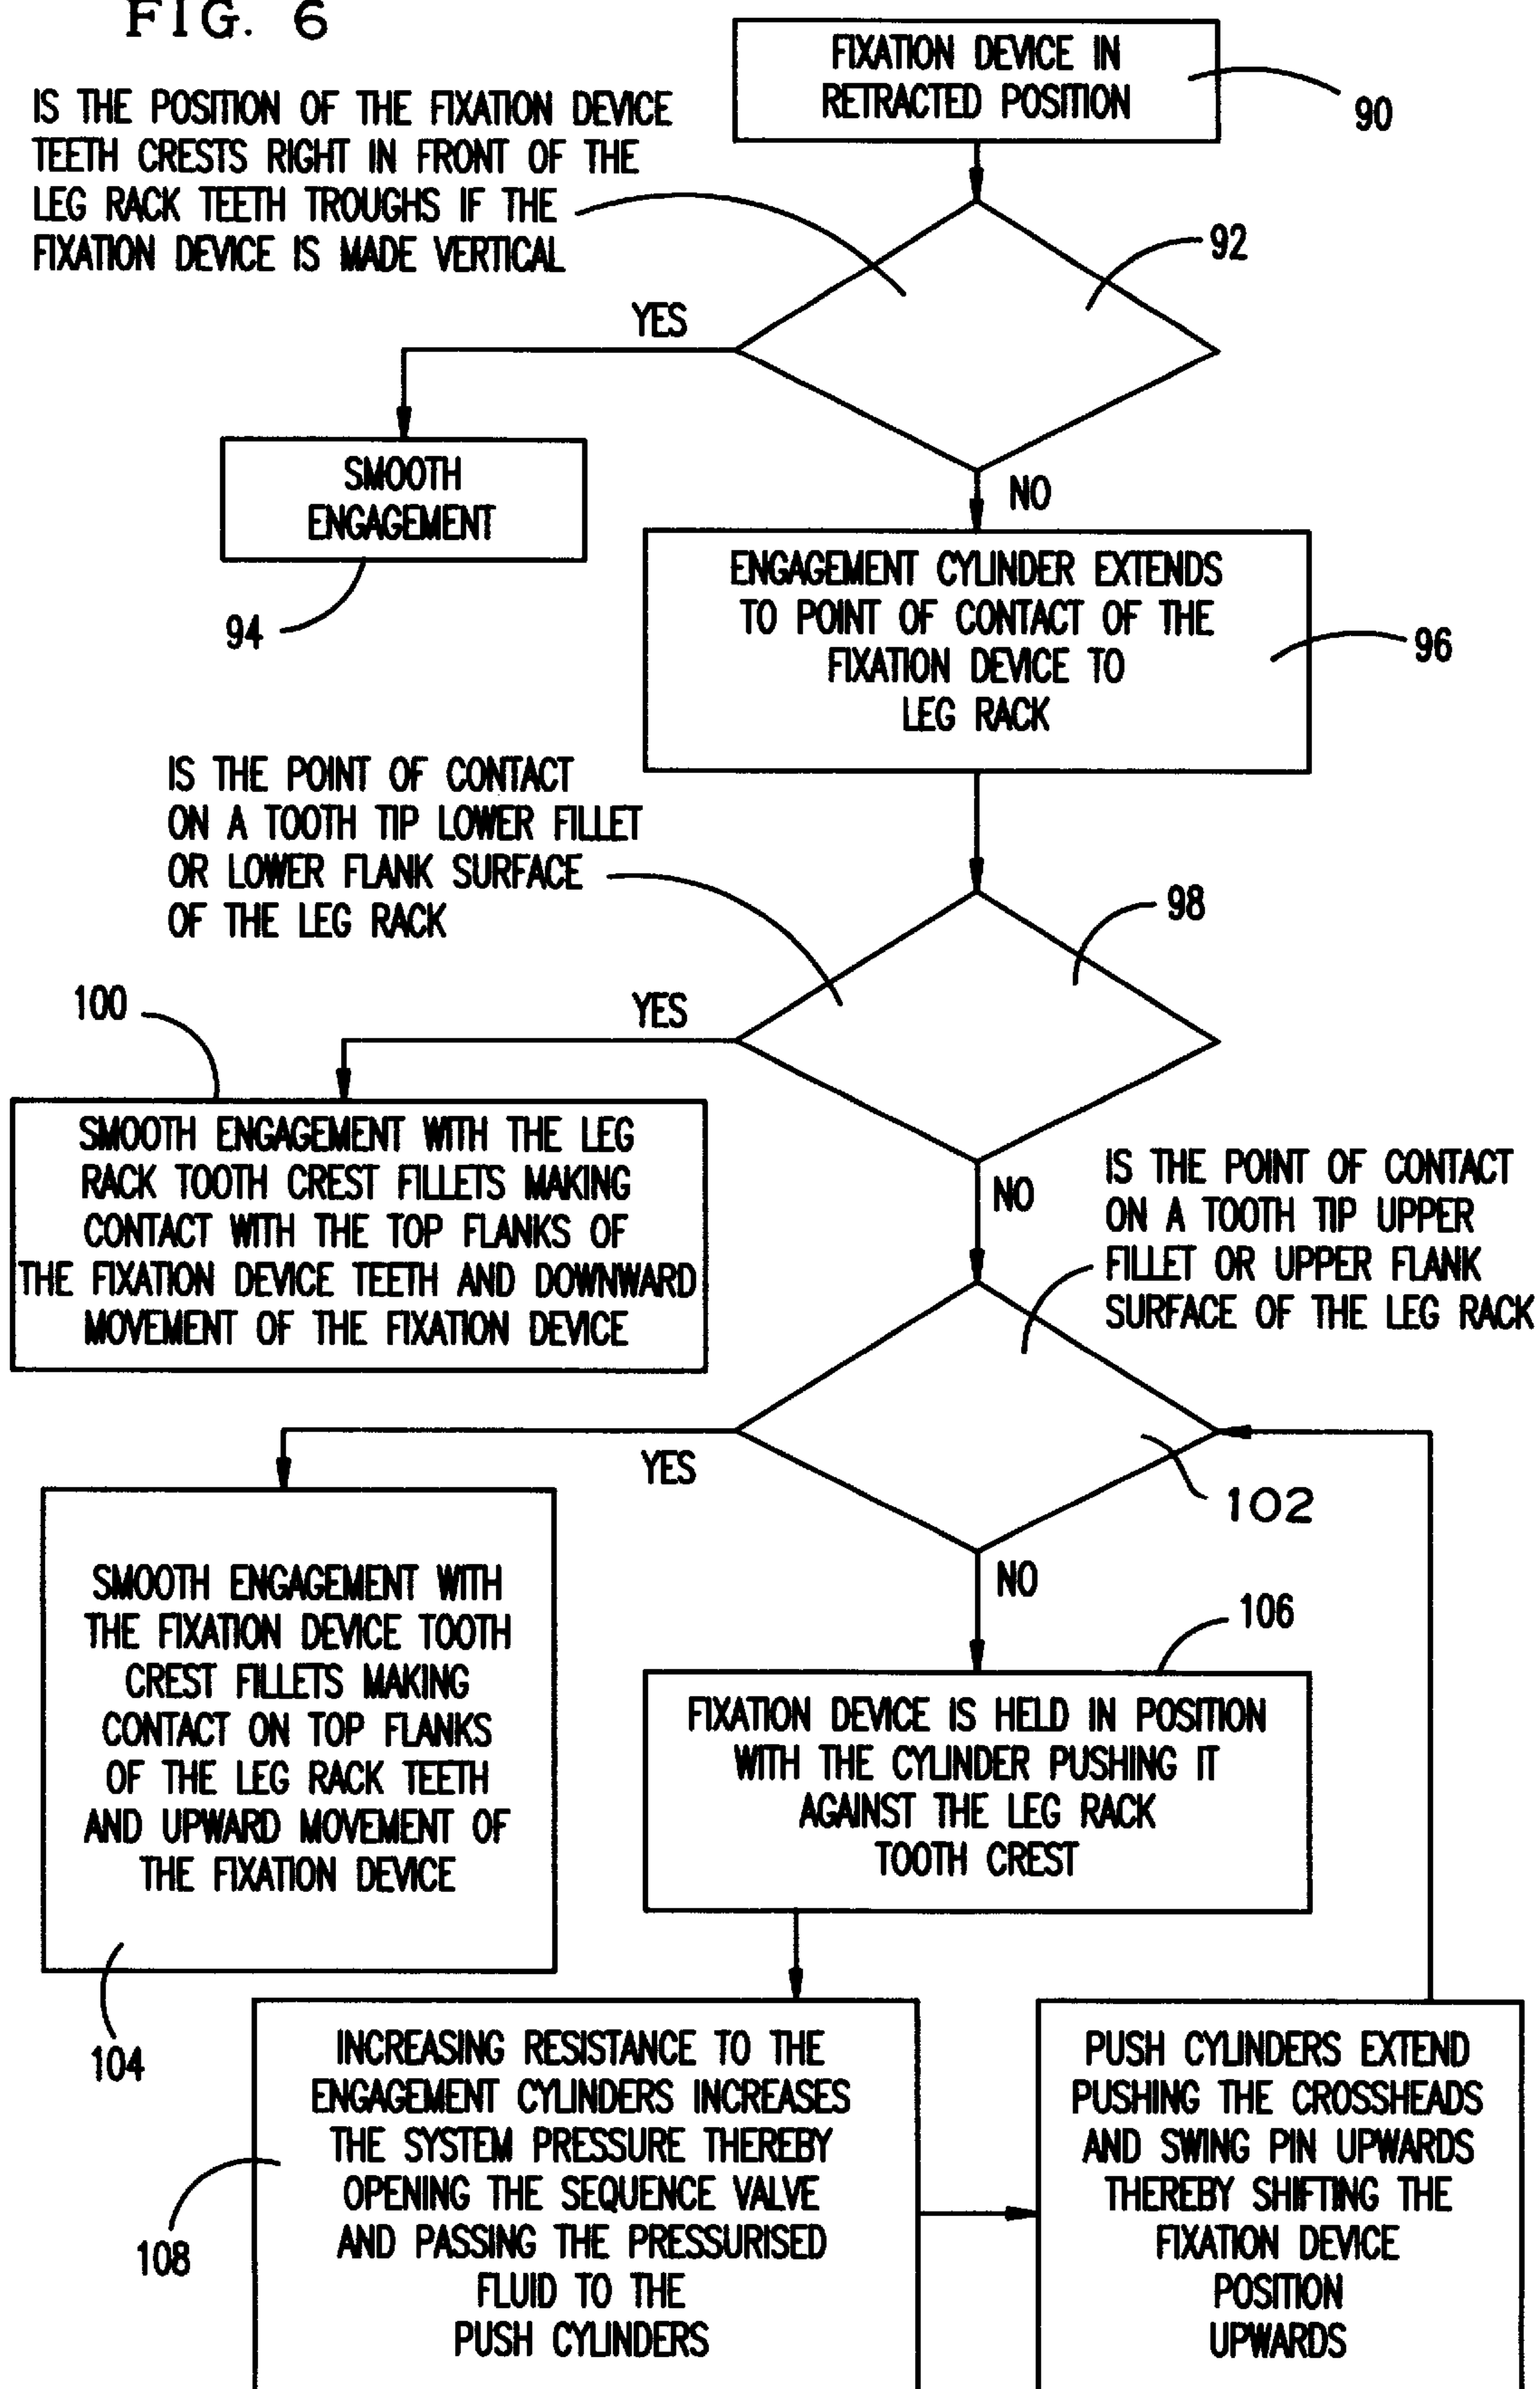 FIG. 6
FIXATION DEVICE IN
RETRACTED POSITION
90
IS THE POSITION OF THE FIXATION DEVICE
TEETH CRESTS RIGHT IN FRONT OF THE
LEG RACK TEETH TROUGHS IF THE
FIXATION DEVICE IS MADE VERTICAL
92
YES
SMOOTH
ENGAGEMENT
94
NO
ENGAGEMENT CYLINDER EXTENDS
TO POINT OF CONTACT OF THE
FIXATION DEVICE TO
LEG RACK
96
IS THE POINT OF CONTACT
ON A TOOTH TIP LOWER FILLET
OR LOWER FLANK SURFACE
OF THE LEG RACK
98
YES
100
SMOOTH ENGAGEMENT WITH THE LEG
RACK TOOTH CREST FILLETS MAKING
CONTACT WITH THE TOP FLANKS OF
THE FIXATION DEVICE TEETH AND DOWNWARD
MOVEMENT OF THE FIXATION DEVICE
NO
IS THE POINT OF CONTACT
ON A TOOTH TIP UPPER
FILLET OR UPPER FLANK
SURFACE OF THE LEG RACK
102
YES
SMOOTH ENGAGEMENT WITH
THE FIXATION DEVICE TOOTH
CREST FILLETS MAKING
CONTACT ON TOP FLANKS
OF THE LEG RACK TEETH
AND UPWARD MOVEMENT OF
THE FIXATION DEVICE
104
NO
106
FIXATION DEVICE IS HELD IN POSITION
WITH THE CYLINDER PUSHING IT
AGAINST THE LEG RACK
TOOTH CREST
INCREASING RESISTANCE TO THE
ENGAGEMENT CYLINDERS INCREASES
THE SYSTEM PRESSURE THEREBY
OPENING THE SEQUENCE VALVE
AND PASSING THE PRESSURISED
FLUID TO THE
PUSH CYLINDERS
108
PUSH CYLINDERS EXTEND
PUSHING THE CROSSHEADS
AND SWING PIN UPWARDS
THEREBY SHIFTING THE
FIXATION DEVICE
POSITION
UPWARDS